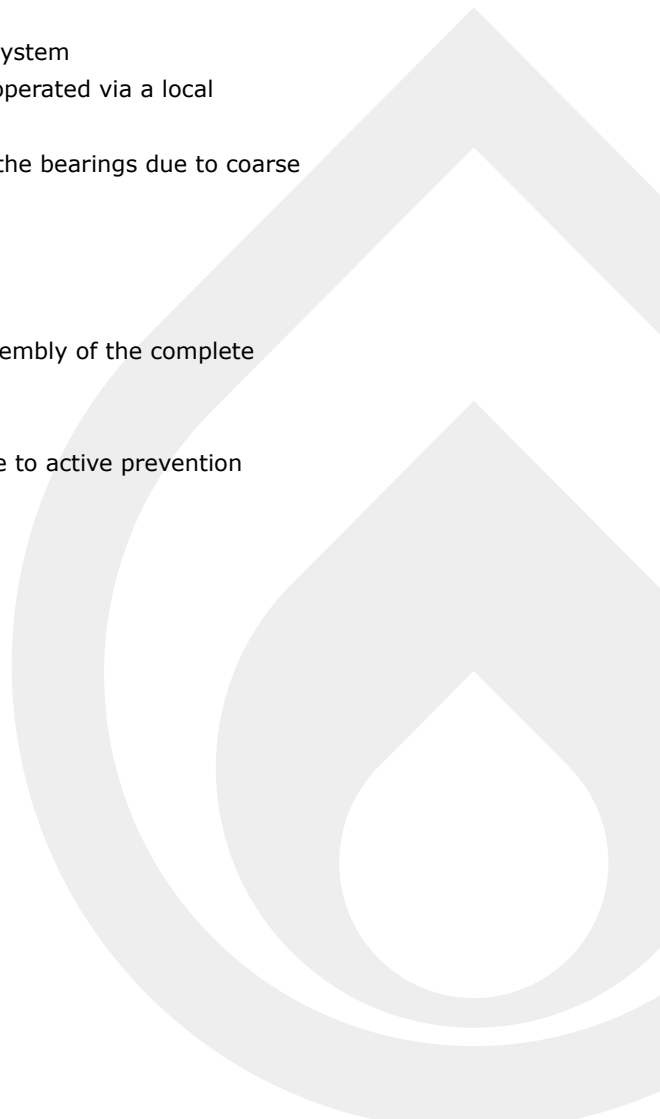 ystem
operated via a local
the bearings due to coarse
embly of the complete
e to active prevention